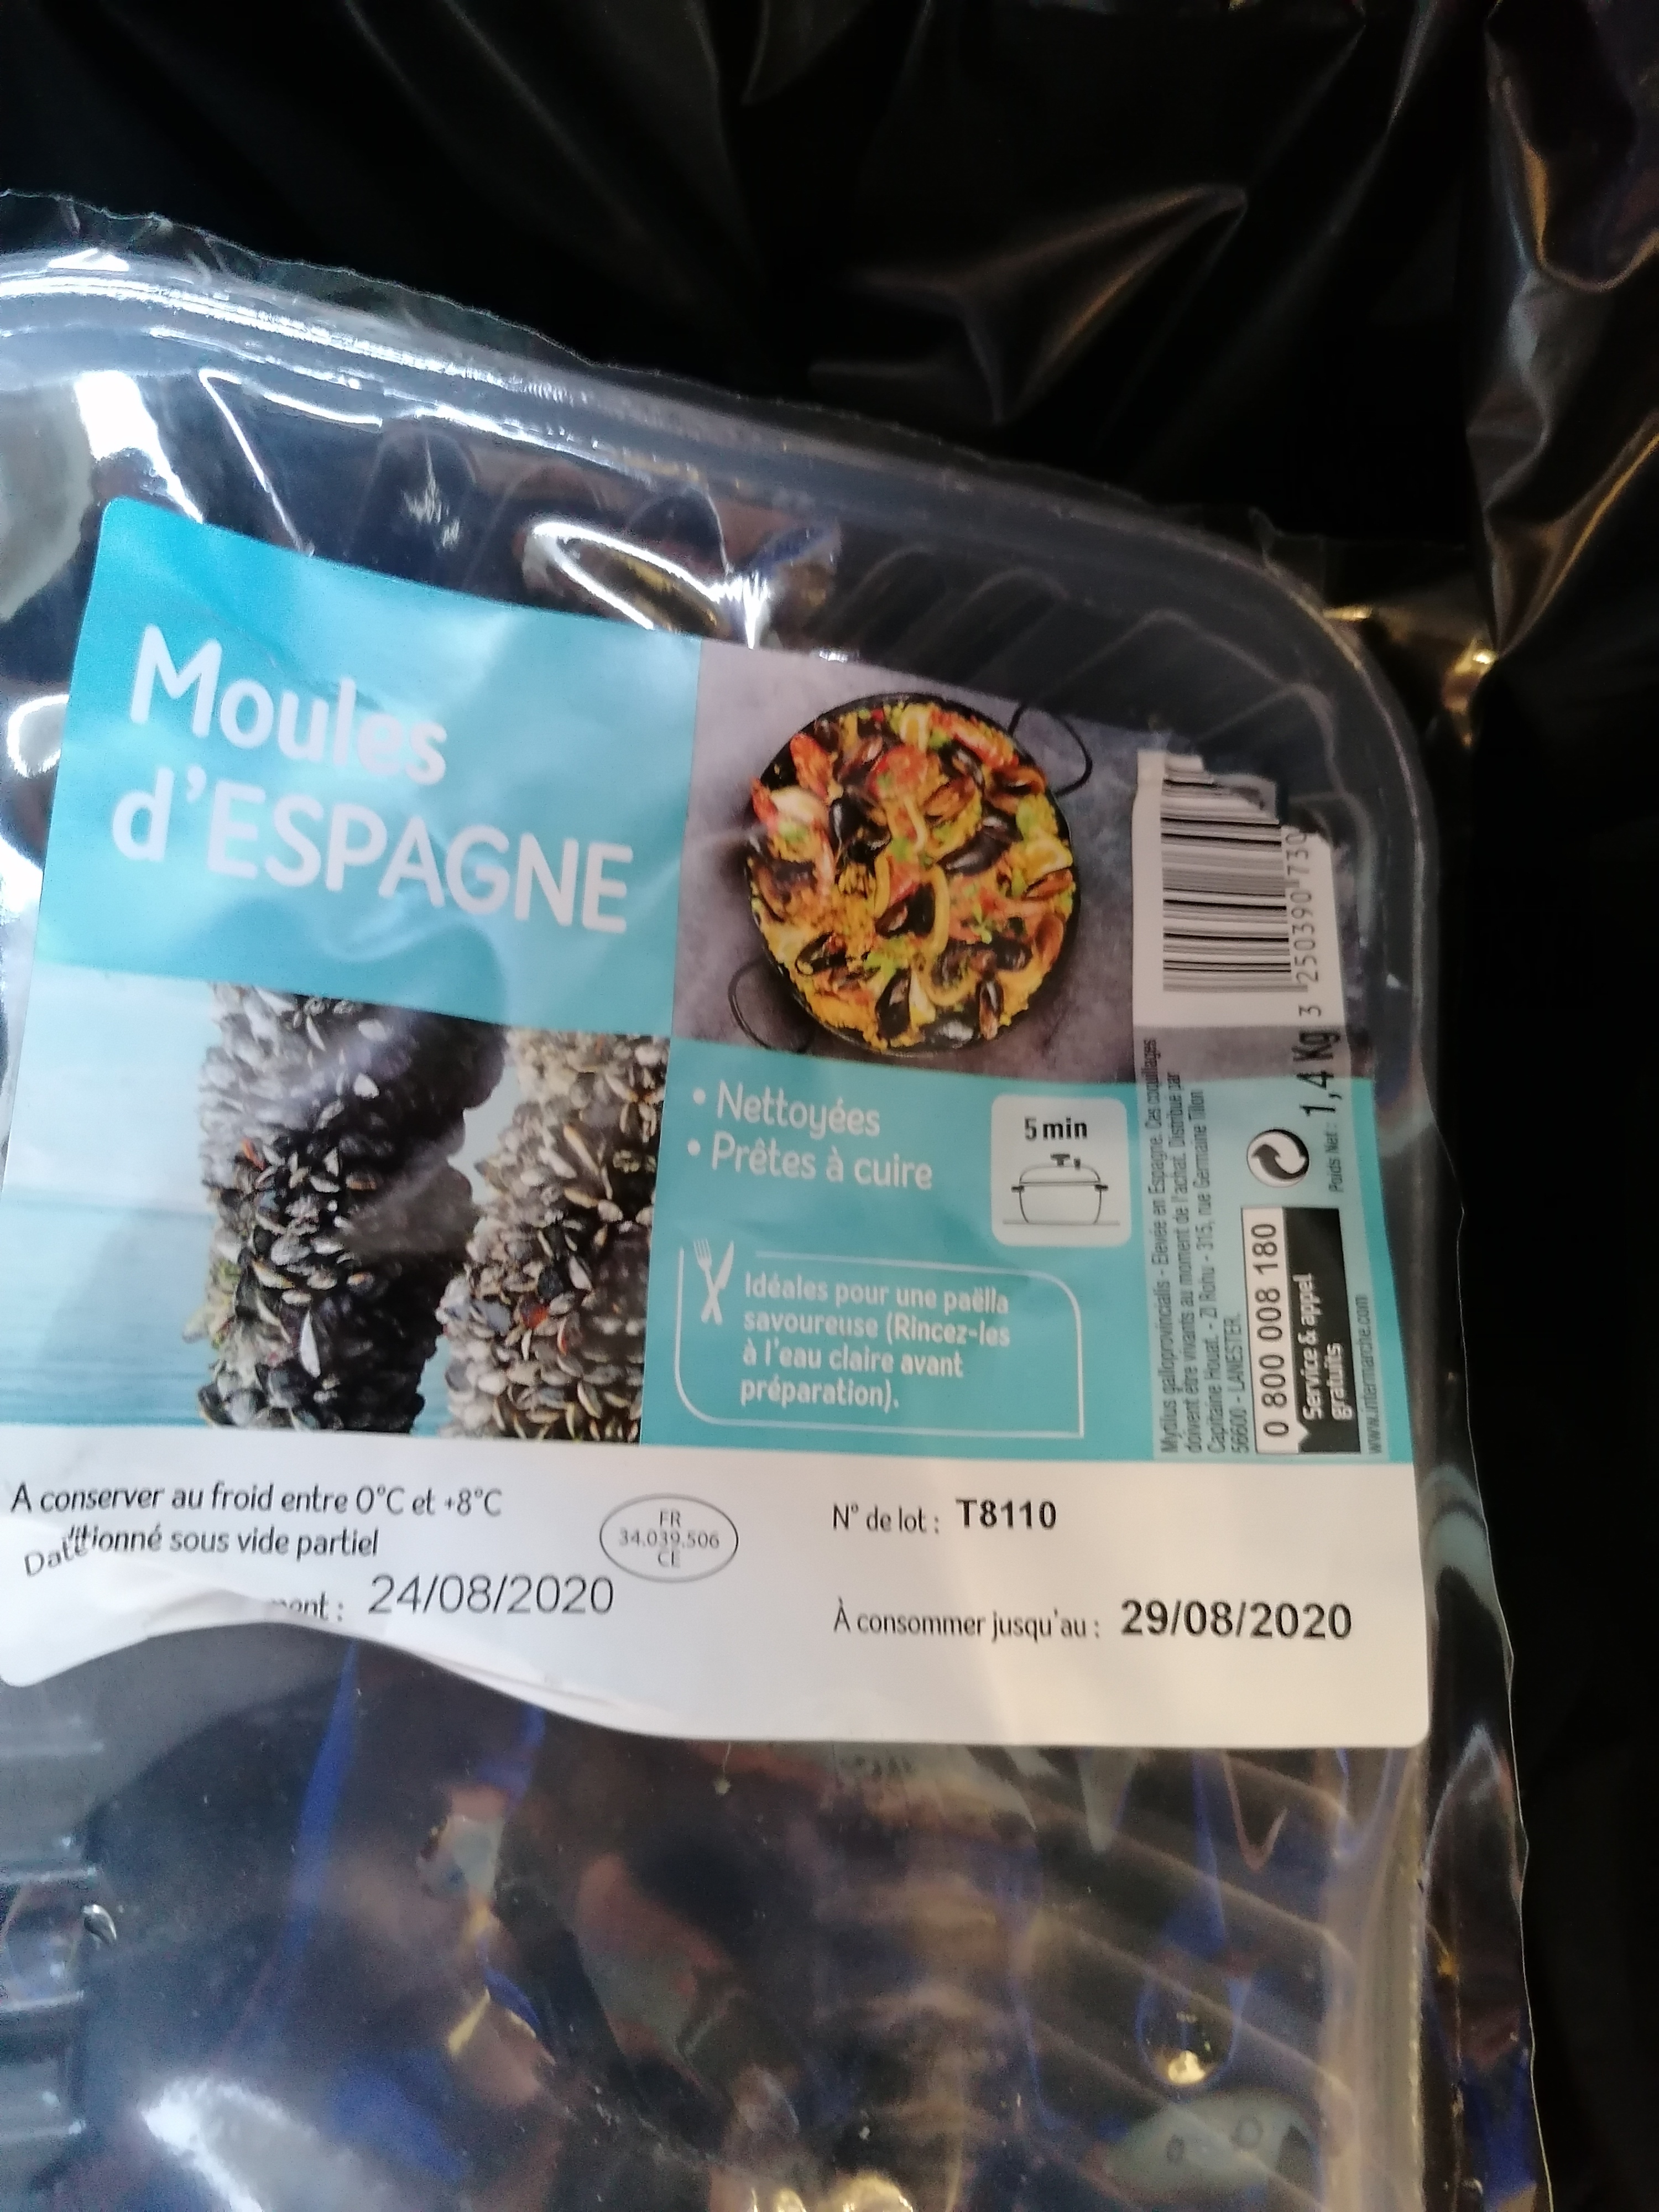 Moules
d'ESPAGNE
• Nettoyées
• Prêtes à cuire
5 min
Idéales pour une paëlla
savoureuse (Rincez-les
à l'eau claire avant
préparation).
3 250390 773
Mytilus galloprovincialis - Elevée en Espagne. Ces coquillages
doivent être vivants au moment de l'achat. Distribué par
Capitaine Houat. - ZI Rohu - 315, rue Germaine Tillon
56600 - LANESTER.
0 800 008 180
Service & appel
gratuits
Poids Net : 1,4 Kg
www.intermarche.com
A conserver au froid entre 0°C et +8°C
sous vide partiel
24/08/2020
FR
34.039.506
CE
N° de lot : T8110
À consommer jusqu'au : 29/08/2020